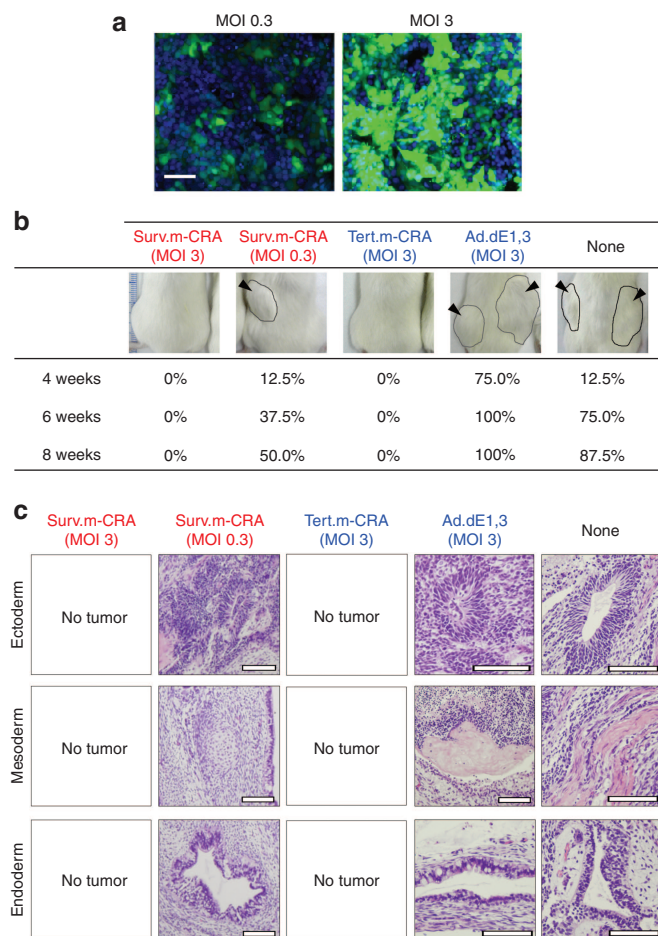 a
MOI 0.3 MOI 3
b
Surv.m-CRA (MOI 3) Surv.m-CRA (MOI 0.3) Tert.m-CRA (MOI 3) Ad.dE1,3 (MOI 3) None
4 weeks 0% 12.5% 0% 75.0% 12.5%
6 weeks 0% 37.5% 0% 100% 75.0%
8 weeks 0% 50.0% 0% 100% 87.5%
c
Surv.m-CRA (MOI 3) Surv.m-CRA (MOI 0.3) Tert.m-CRA (MOI 3) Ad.dE1,3 (MOI 3) None
Ectoderm No tumor No tumor
Mesoderm No tumor No tumor
Endoderm No tumor No tumor